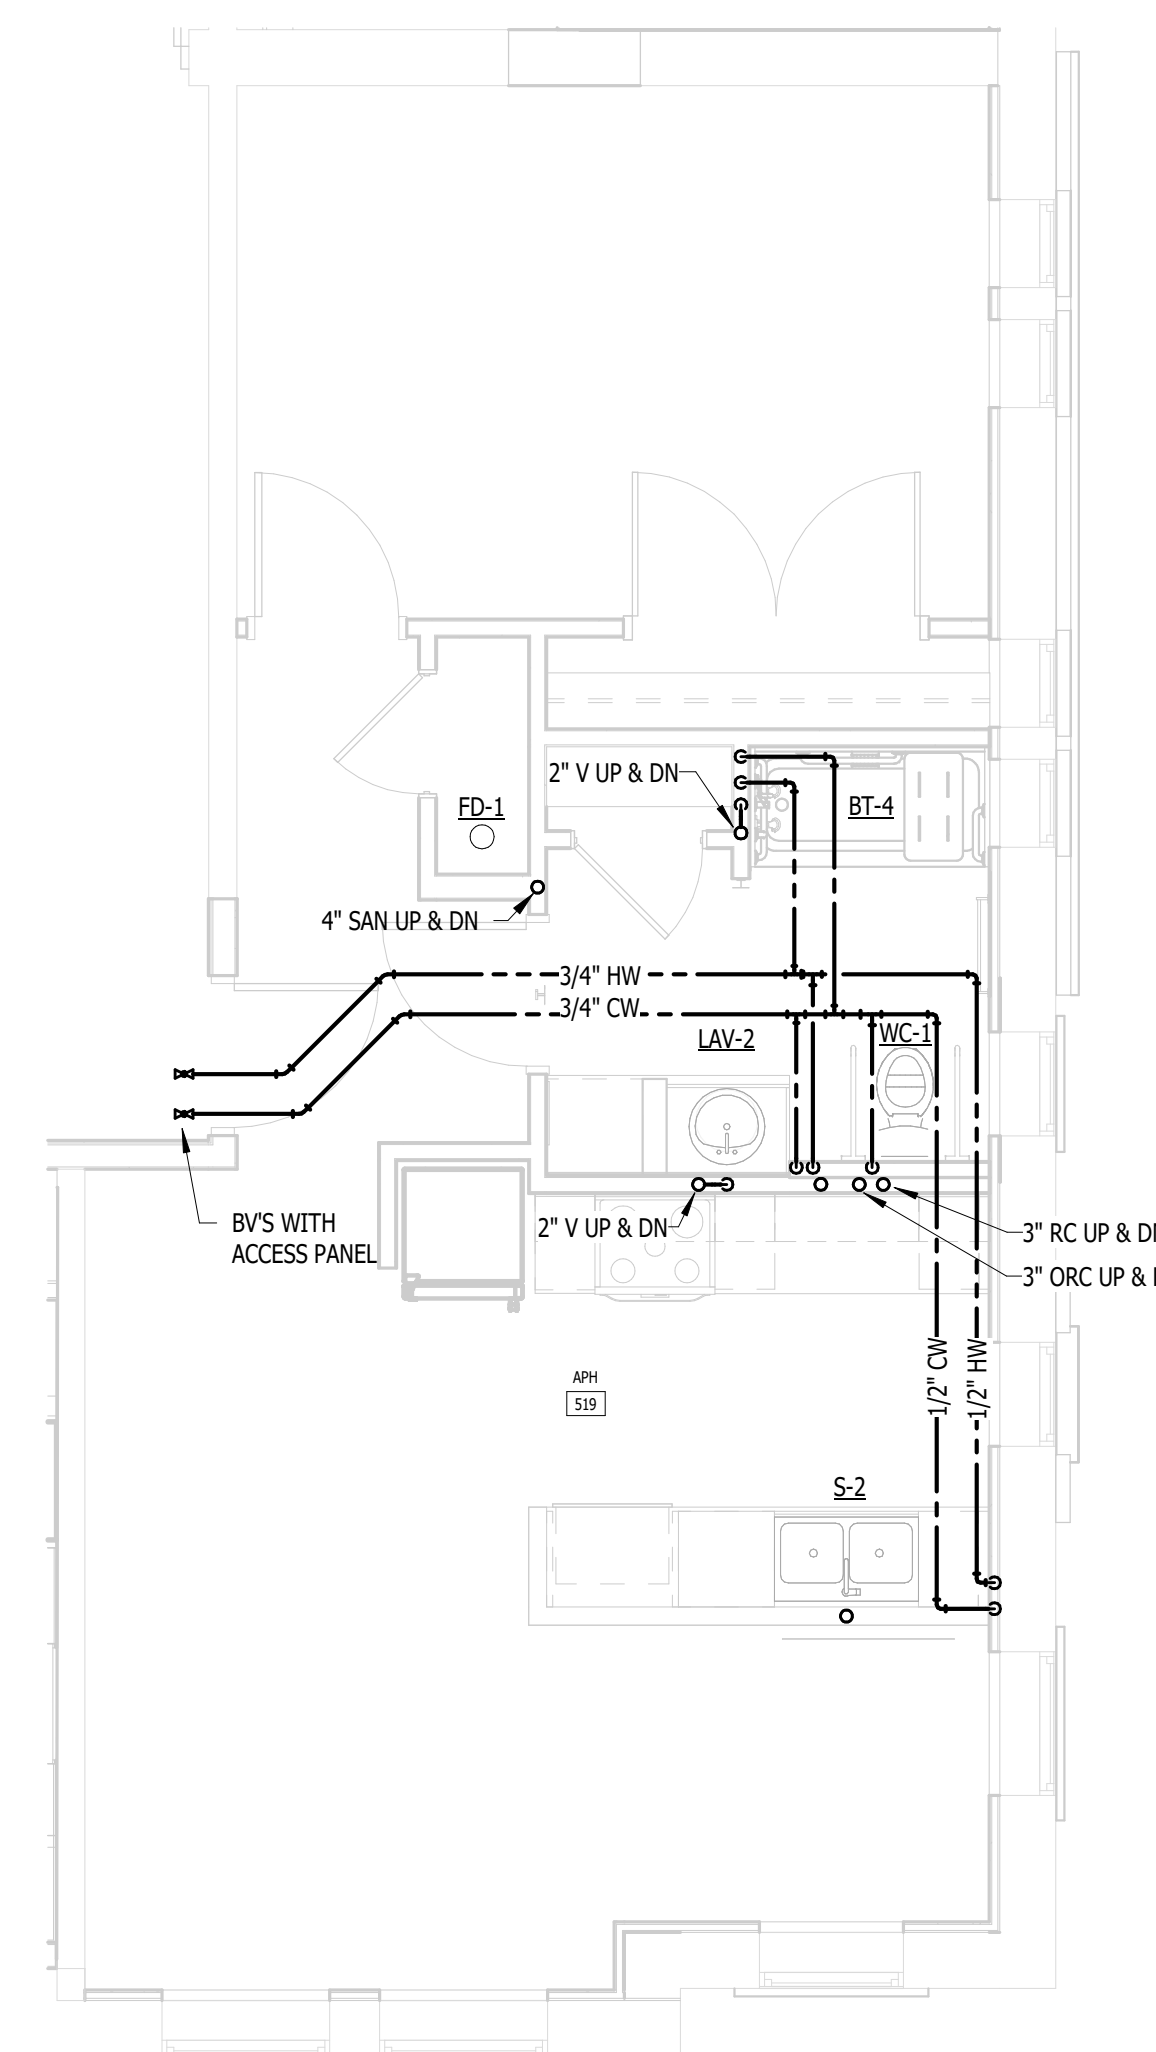 2" V UP & DN
FD-1
BT-4
4" SAN UP & DN
3/4" HW
3/4" CW
LAV-2
WC-1
BV'S WITH
ACCESS PANEL
2" V UP & DN
3" RC UP & D
3" ORC UP &
1/2" CW
1/2" HW
APH
519
S-2